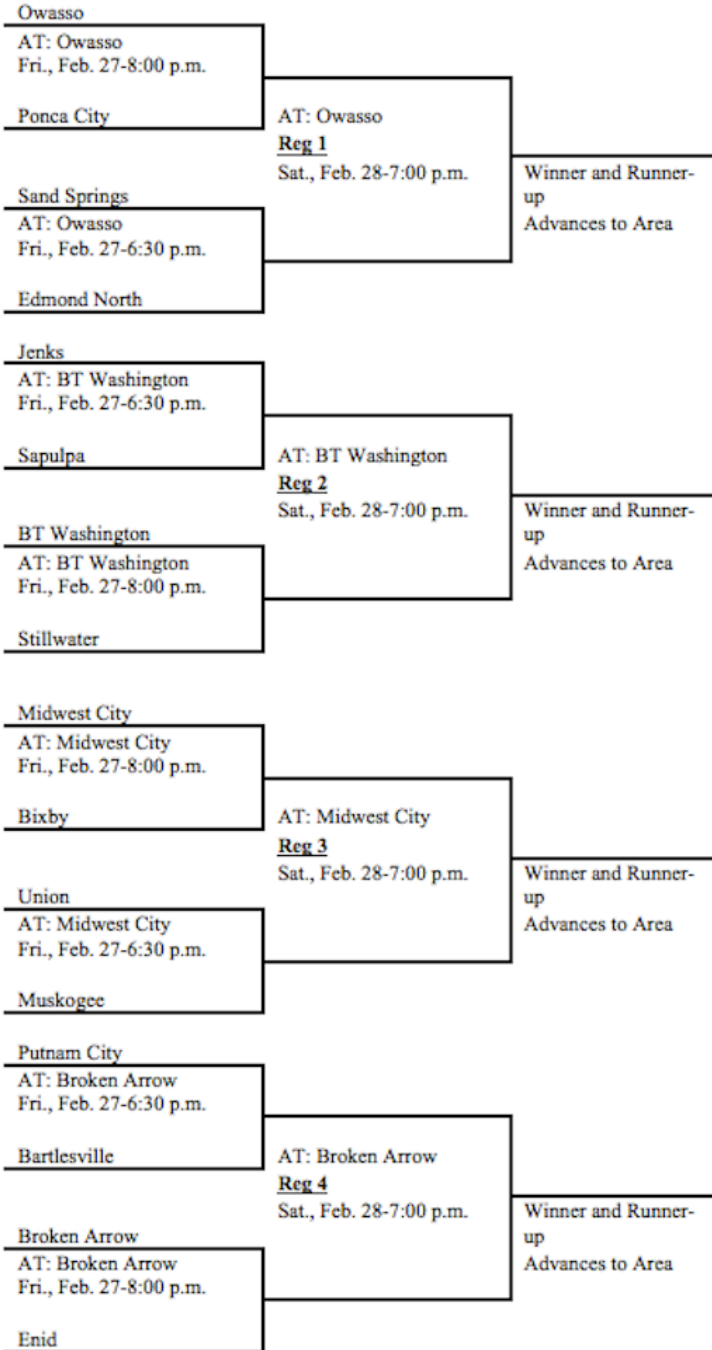 Owasso
AT: Owasso
Fri., Feb. 27-8:00 p.m.
Ponca City
AT: Owasso
Reg 1
Sat., Feb. 28-7:00 p.m.
Winner and Runner-
up
Advances to Area
Sand Springs
AT: Owasso
Fri., Feb. 27-6:30 p.m.
Edmond North
Jenks
AT: BT Washington
Fri., Feb. 27-6:30 p.m.
Sapulpa
AT: BT Washington
Reg 2
Sat., Feb. 28-7:00 p.m.
Winner and Runner-
up
Advances to Area
BT Washington
AT: BT Washington
Fri., Feb. 27-8:00 p.m.
Stillwater
Midwest City
AT: Midwest City
Fri., Feb. 27-8:00 p.m.
Bixby
AT: Midwest City
Reg 3
Sat., Feb. 28-7:00 p.m.
Winner and Runner-
up
Advances to Area
Union
AT: Midwest City
Fri., Feb. 27-6:30 p.m.
Muskogee
Putnam City
AT: Broken Arrow
Fri., Feb. 27-6:30 p.m.
Bartlesville
AT: Broken Arrow
Reg 4
Sat., Feb. 28-7:00 p.m.
Winner and Runner-
up
Advances to Area
Broken Arrow
AT: Broken Arrow
Fri., Feb. 27-8:00 p.m.
Enid